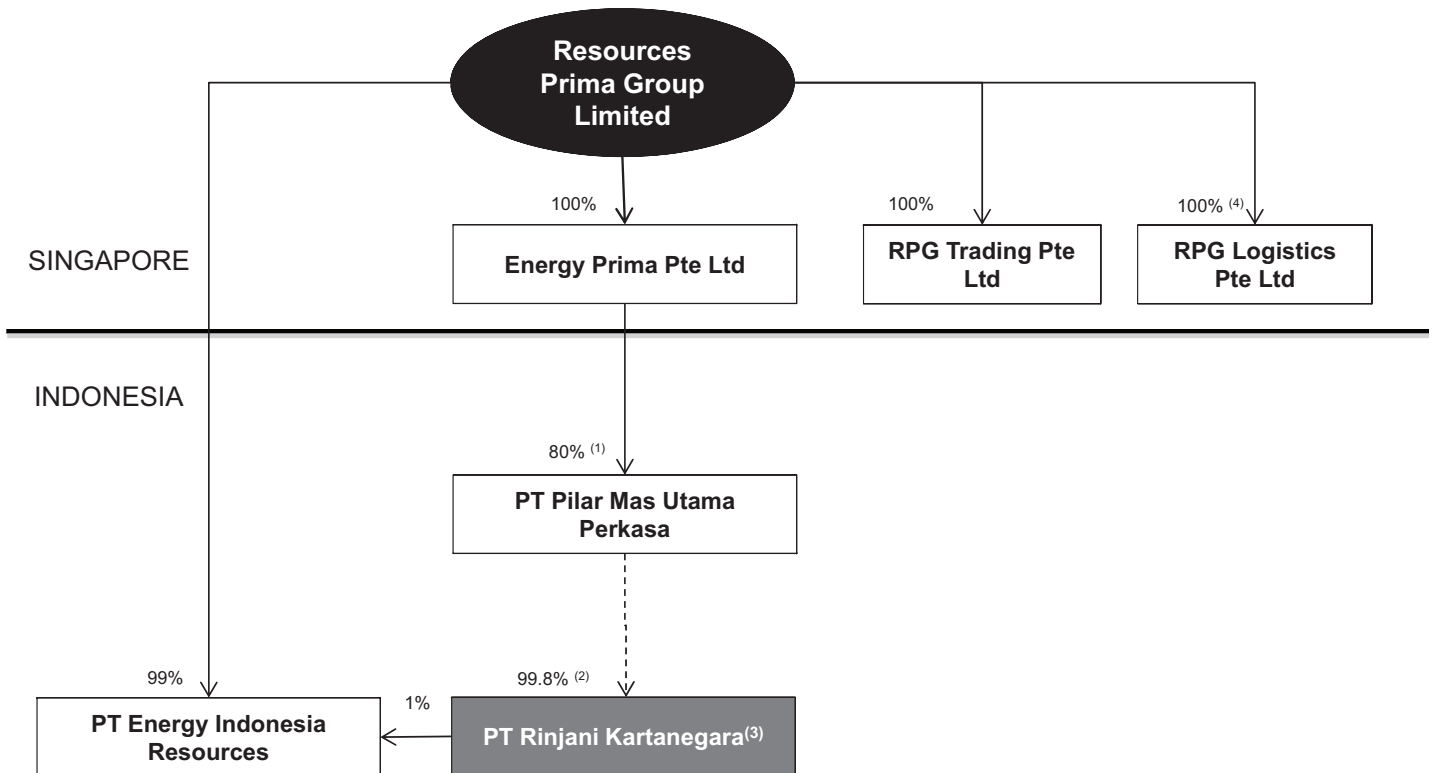 Resources
Prima Group
Limited
100%
100%
100% (4)
SINGAPORE
Energy Prima Pte Ltd
RPG Trading Pte
Ltd
RPG Logistics
Pte Ltd
INDONESIA
80% (1)
PT Pilar Mas Utama
Perkasa
99%
1%
99.8% (2)
PT Energy Indonesia
Resources
PT Rinjani Kartanegara(3)